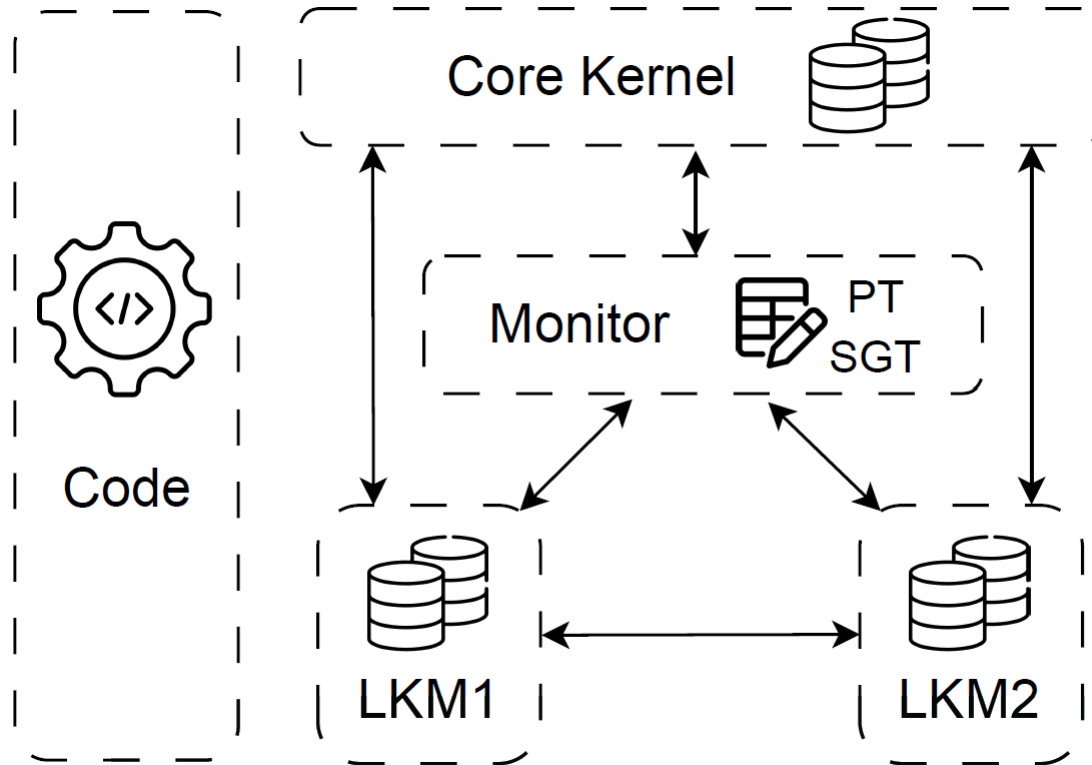 Core Kernel
</>
Monitor
PT
SGT
Code
LKM1
LKM2